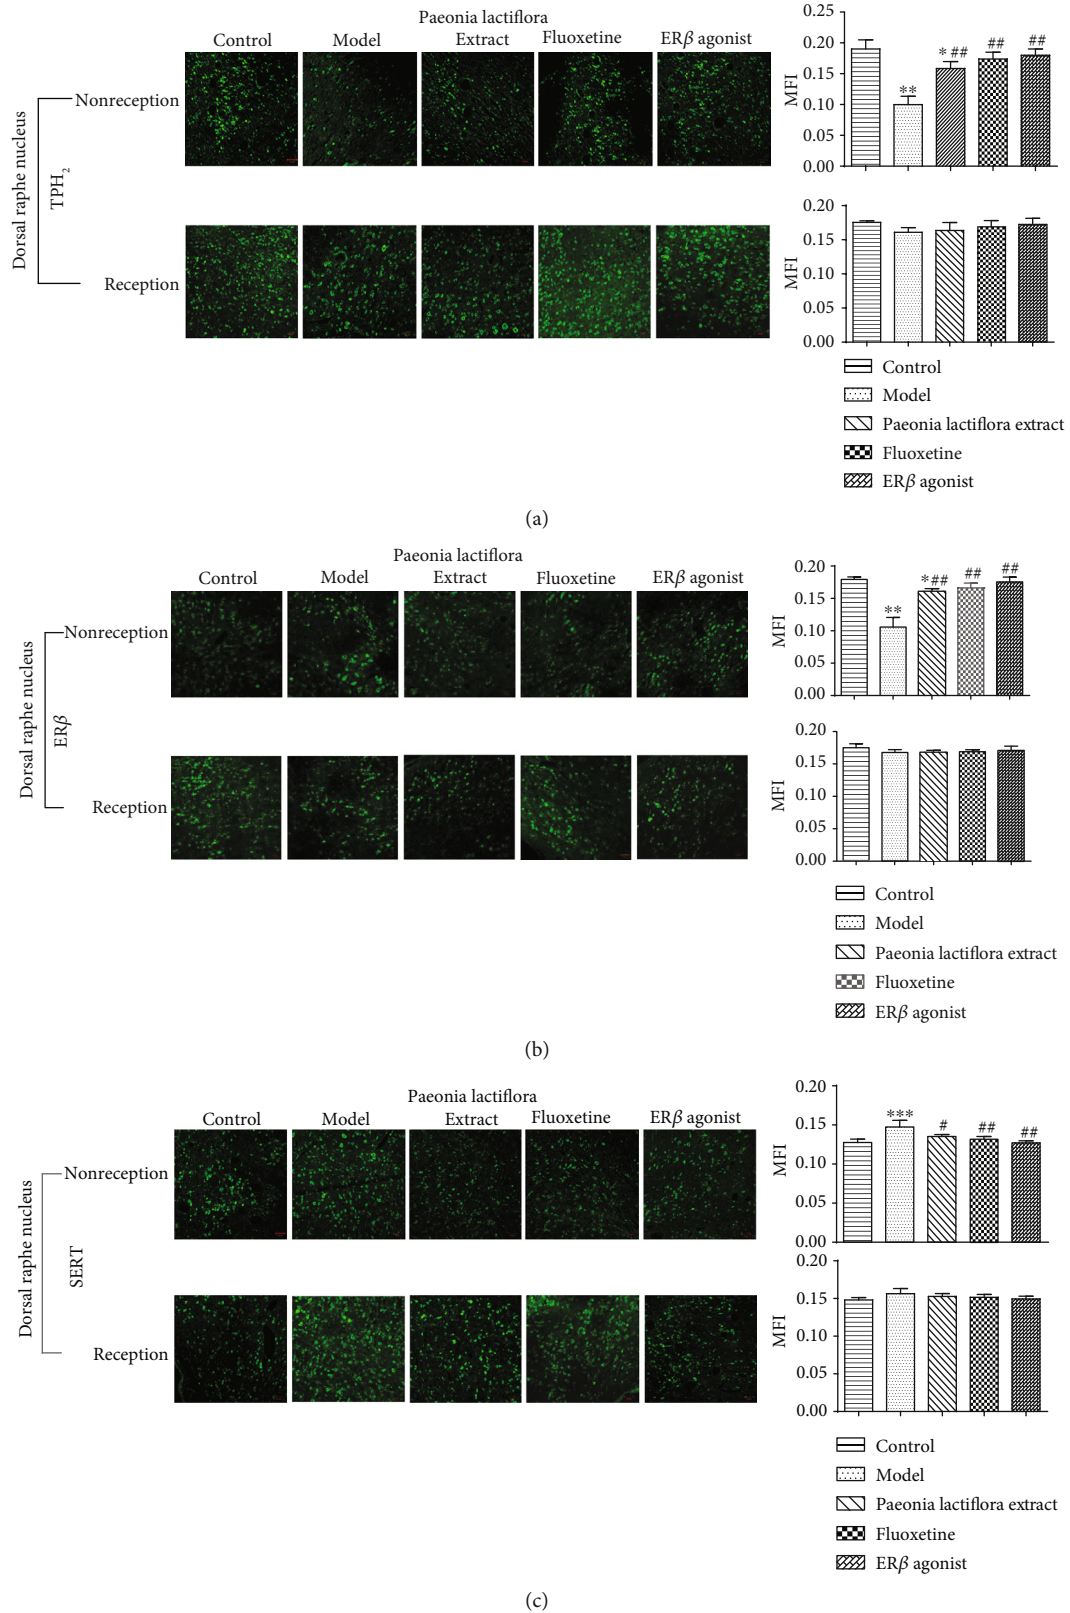 Paeonia lactiflora
Control Model Extract Fluoxetine ERβ agonist
Dorsal raphe nucleus
TPH₂
Nonreception
Reception
MFI
0.25
0.20
0.15
0.10
0.05
0.00
** * ## ## ##
MFI
0.20
0.15
0.10
0.05
0.00
Control
Model
Paeonia lactiflora extract
Fluoxetine
ERβ agonist
(a)
Paeonia lactiflora
Control Model Extract Fluoxetine ERβ agonist
Dorsal raphe nucleus
ERβ
Nonreception
Reception
MFI
0.20
0.15
0.10
0.05
0.00
** *## ## ##
MFI
0.20
0.15
0.10
0.05
0.00
Control
Model
Paeonia lactiflora extract
Fluoxetine
ERβ agonist
(b)
Paeonia lactiflora
Control Model Extract Fluoxetine ERβ agonist
Dorsal raphe nucleus
SERT
Nonreception
Reception
MFI
0.20
0.15
0.10
0.05
0.00
*** # ## ##
MFI
0.20
0.15
0.10
0.05
0.00
Control
Model
Paeonia lactiflora extract
Fluoxetine
ERβ agonist
(c)